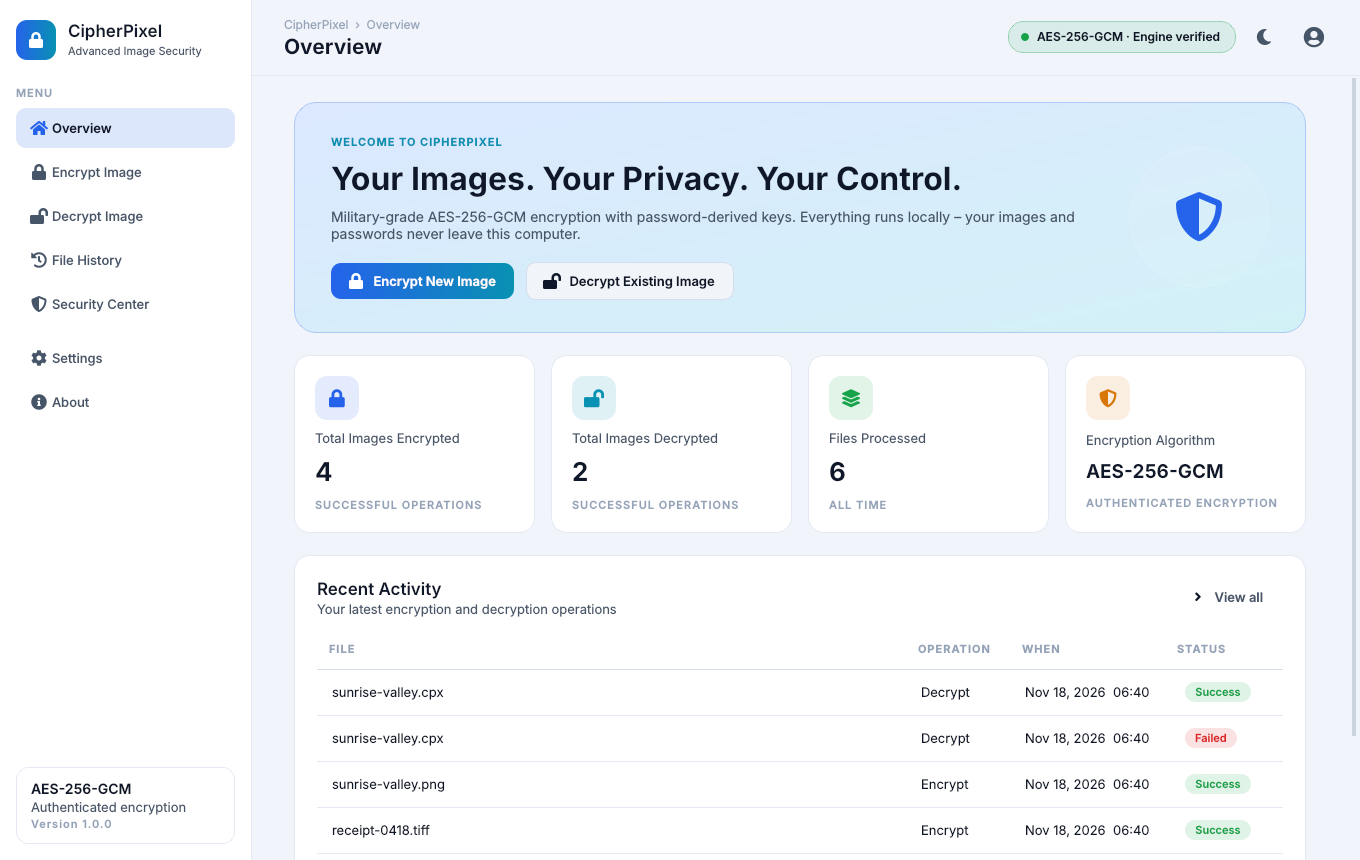 CipherPixel
Advanced Image Security
MENU
Overview
Encrypt Image
Decrypt Image
File History
Security Center
Settings
About
AES-256-GCM
Authenticated encryption
Version 1.0.0
CipherPixel › Overview
Overview
AES-256-GCM · Engine verified
WELCOME TO CIPHERPIXEL
Your Images. Your Privacy. Your Control.
Military-grade AES-256-GCM encryption with password-derived keys. Everything runs locally – your images and
passwords never leave this computer.
Encrypt New Image
Decrypt Existing Image
Total Images Encrypted
4
SUCCESSFUL OPERATIONS
Total Images Decrypted
2
SUCCESSFUL OPERATIONS
Files Processed
6
ALL TIME
Encryption Algorithm
AES-256-GCM
AUTHENTICATED ENCRYPTION
Recent Activity
Your latest encryption and decryption operations
View all
FILE OPERATION WHEN STATUS
sunrise-valley.cpx Decrypt Nov 18, 2026 06:40 Success
sunrise-valley.cpx Decrypt Nov 18, 2026 06:40 Failed
sunrise-valley.png Encrypt Nov 18, 2026 06:40 Success
receipt-0418.tiff Encrypt Nov 18, 2026 06:40 Success